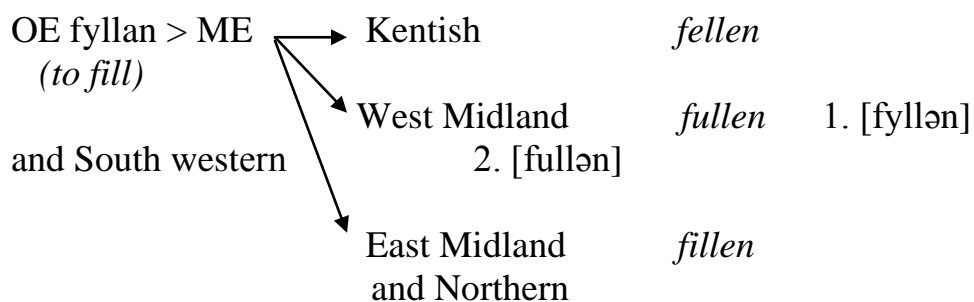 OE fyllan > ME Kentish fellen
(to fill)
West Midland fullen 1. [fyllən]
and South western 2. [fullən]
East Midland fillen
and Northern